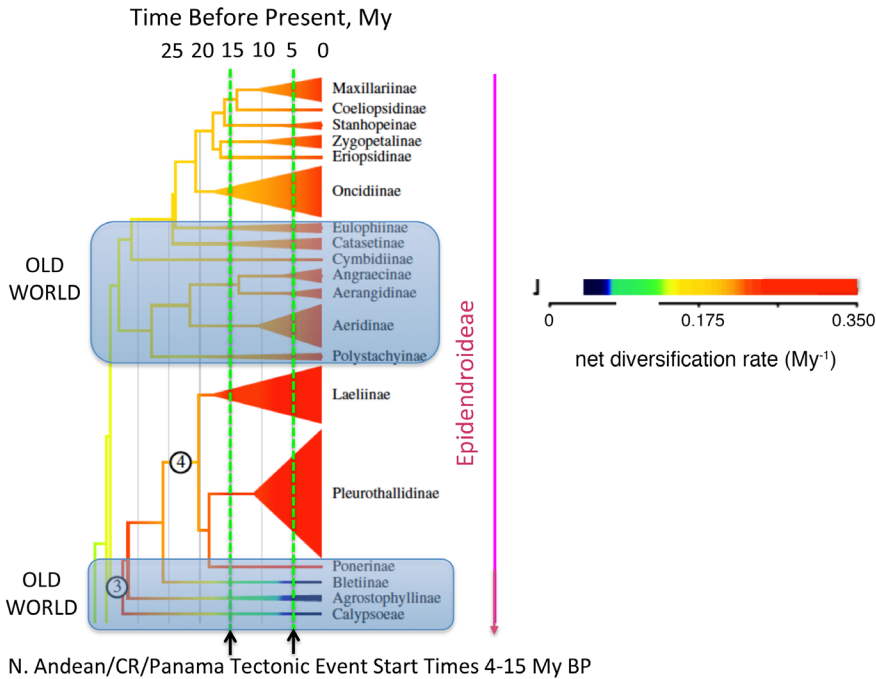 Time Before Present, My
25 20 15 10 5 0
Maxillariinae
Coeliopsidinae
Stanhopeinae
Zygopetalinae
Eriopsidinae
Oncidiinae
Eulophiinae
Catasetinae
Cymbidiinae
OLD
WORLD
Angraecinae
Aerangidinae
Aeridinae
Polystachyinae
Laeliinae
4
Pleurothallidinae
Ponerinae
OLD
WORLD
3
Bletiinae
Agrostophyllinae
Calypsoeae
Epidendroideae
0 0.175 0.350
net diversification rate (My-1)
N. Andean/CR/Panama Tectonic Event Start Times 4-15 My BP